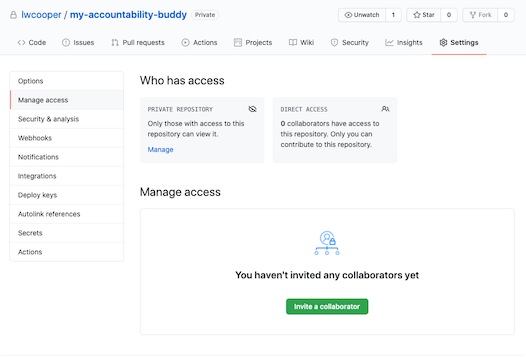 lwcooper / my-accountability-buddy Private
Unwatch 1 Star 0 Fork 0
Code Issues Pull requests Actions Projects Wiki Security Insights Settings
Options
Manage access
Security & analysis
Webhooks
Notifications
Integrations
Deploy keys
Autolink references
Secrets
Actions
Who has access
PRIVATE REPOSITORY
Only those with access to this
repository can view it.
Manage
DIRECT ACCESS
0 collaborators have access to
this repository. Only you can
contribute to this repository.
Manage access
You haven't invited any collaborators yet
Invite a collaborator